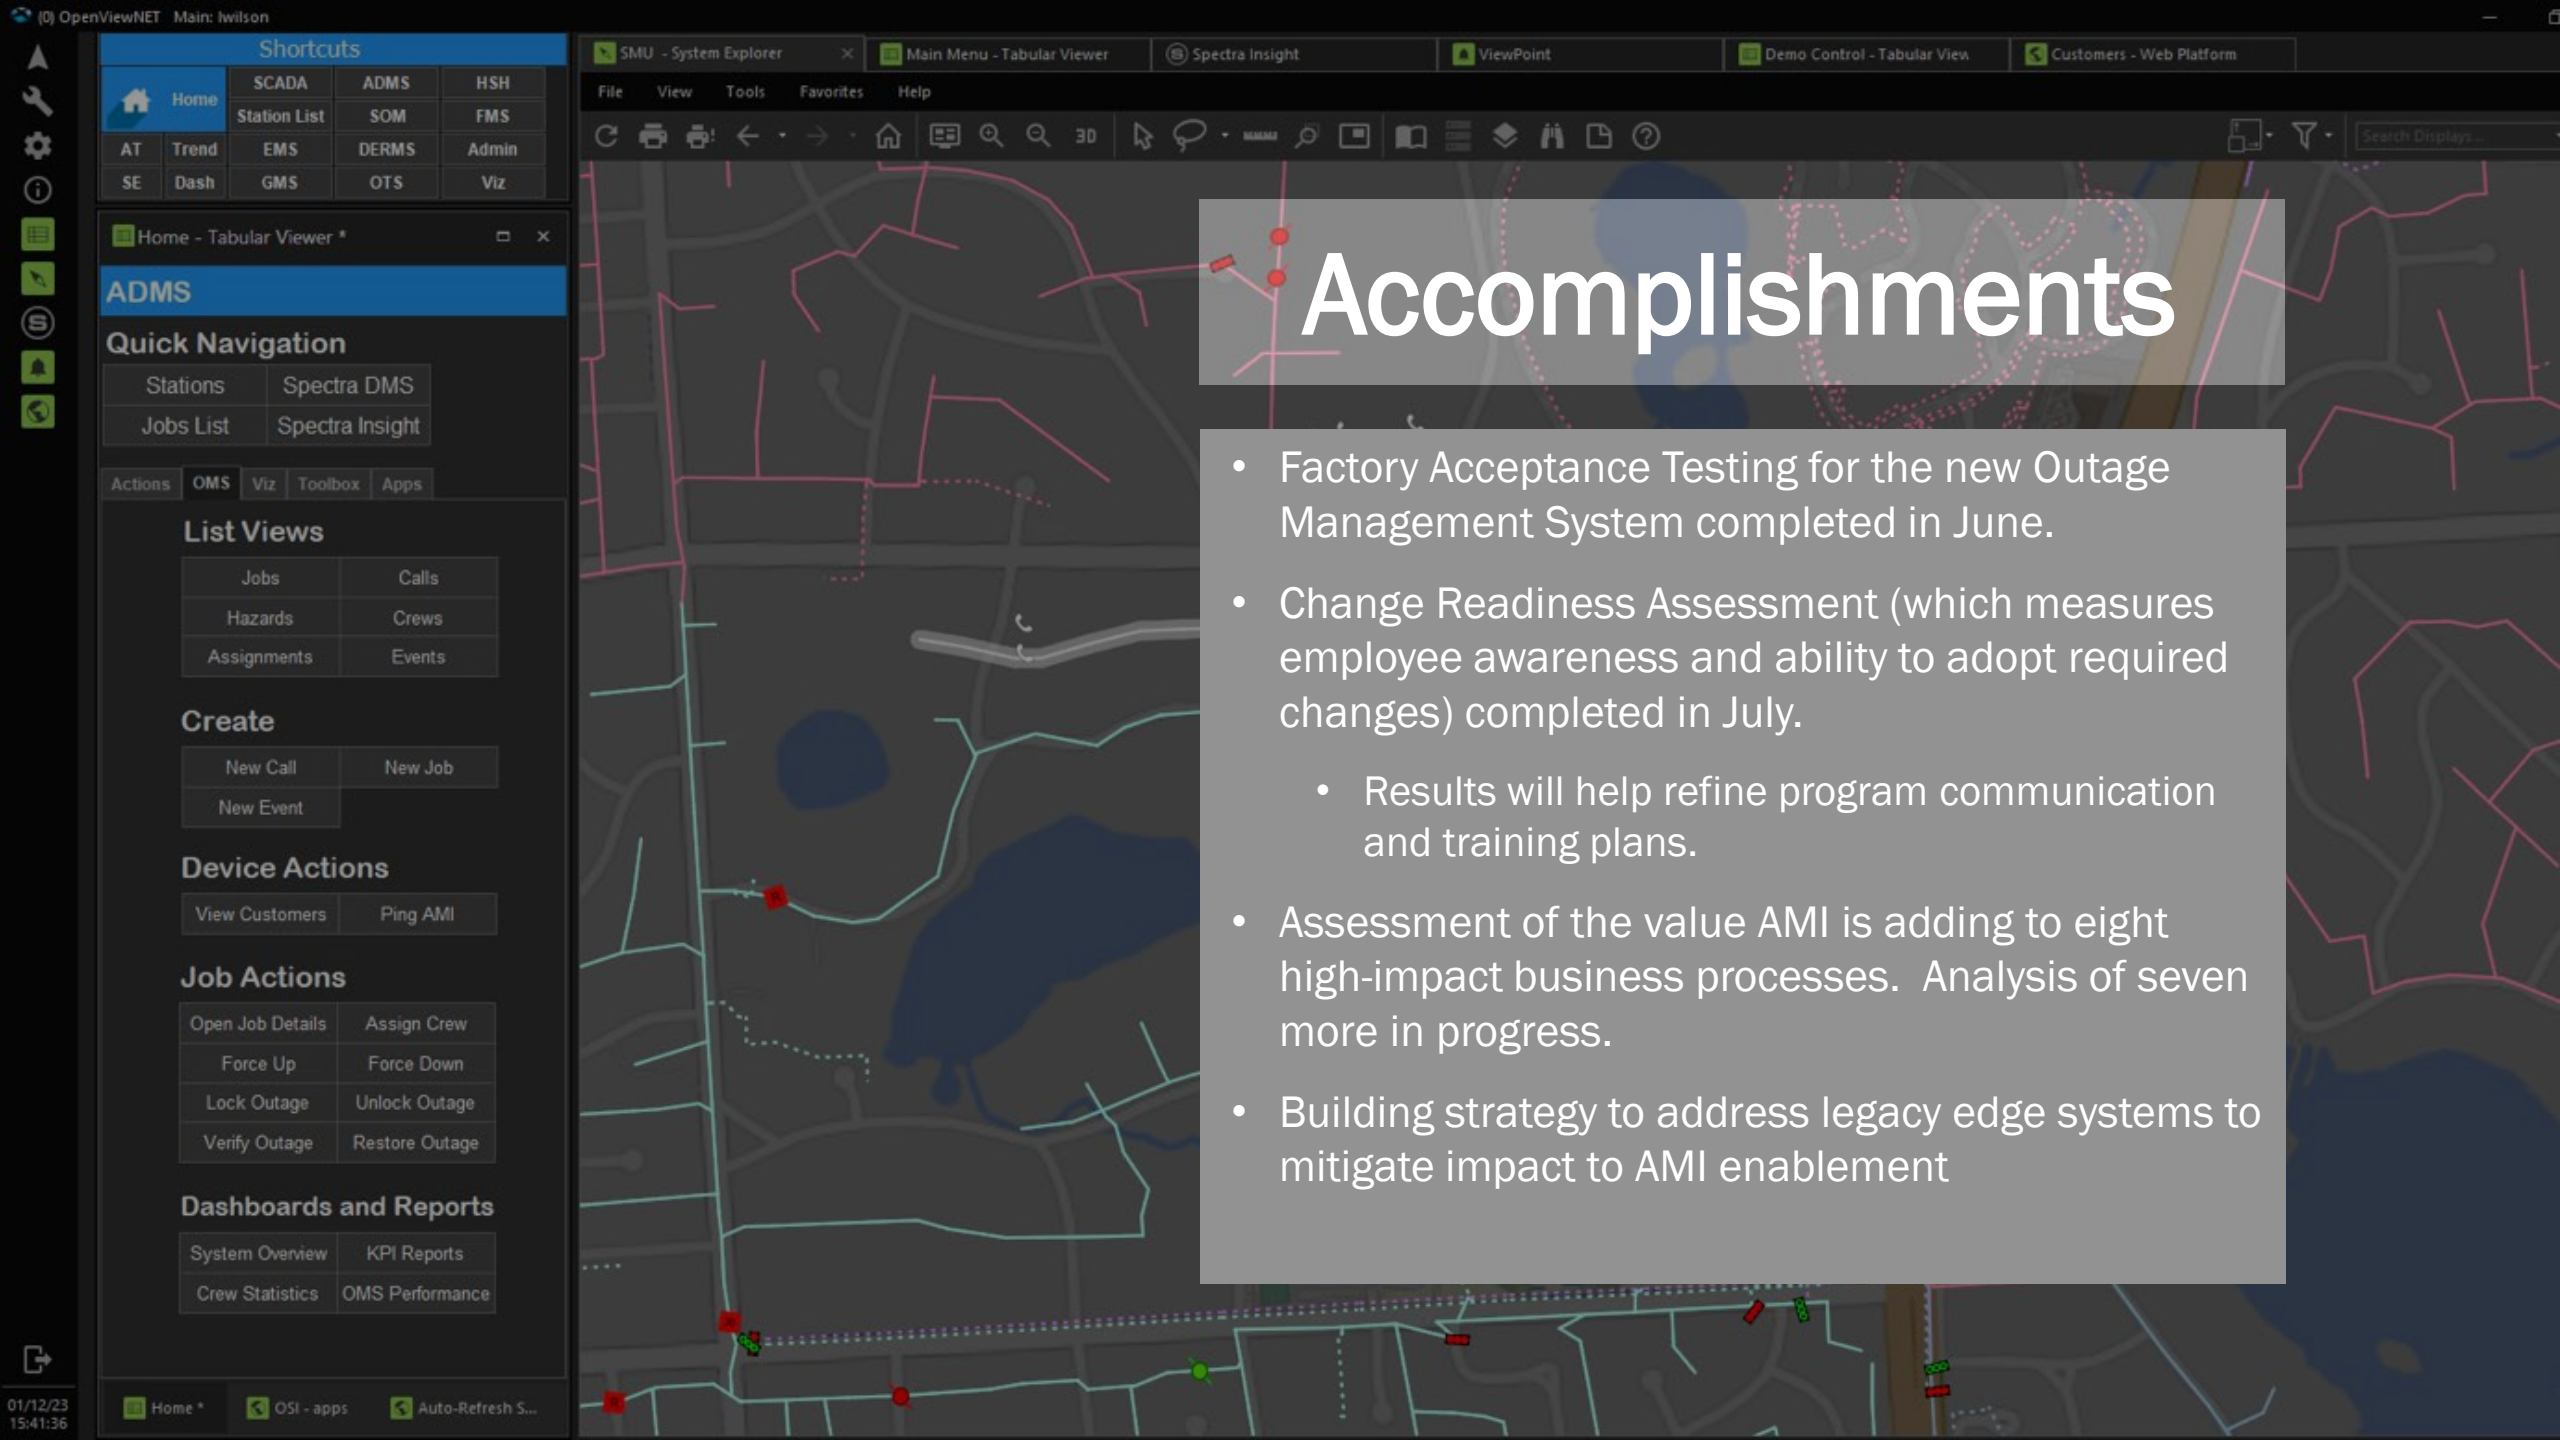 (0) OpenViewNET Main: lwilson
Shortcuts
Home
SCADA ADMS HSH
Station List SOM FMS
AT Trend EMS DERMS Admin
SE Dash GMS OTS Viz
Home - Tabular Viewer *
ADMS
Quick Navigation
Stations Spectra DMS
Jobs List Spectra Insight
Actions OMS Viz Toolbox Apps
List Views
Jobs Calls
Hazards Crews
Assignments Events
Create
New Call New Job
New Event
Device Actions
View Customers Ping AMI
Job Actions
Open Job Details Assign Crew
Force Up Force Down
Lock Outage Unlock Outage
Verify Outage Restore Outage
Dashboards and Reports
System Overview KPI Reports
Crew Statistics OMS Performance
Home * OSI - apps Auto-Refresh S...
01/12/23
15:41:36
SMU - System Explorer Main Menu - Tabular Viewer Spectra Insight ViewPoint Demo Control - Tabular View Customers - Web Platform
File View Tools Favorites Help
3D
Search Displays...
Accomplishments
• Factory Acceptance Testing for the new Outage
Management System completed in June.
• Change Readiness Assessment (which measures
employee awareness and ability to adopt required
changes) completed in July.
• Results will help refine program communication
and training plans.
• Assessment of the value AMI is adding to eight
high-impact business processes. Analysis of seven
more in progress.
• Building strategy to address legacy edge systems to
mitigate impact to AMI enablement